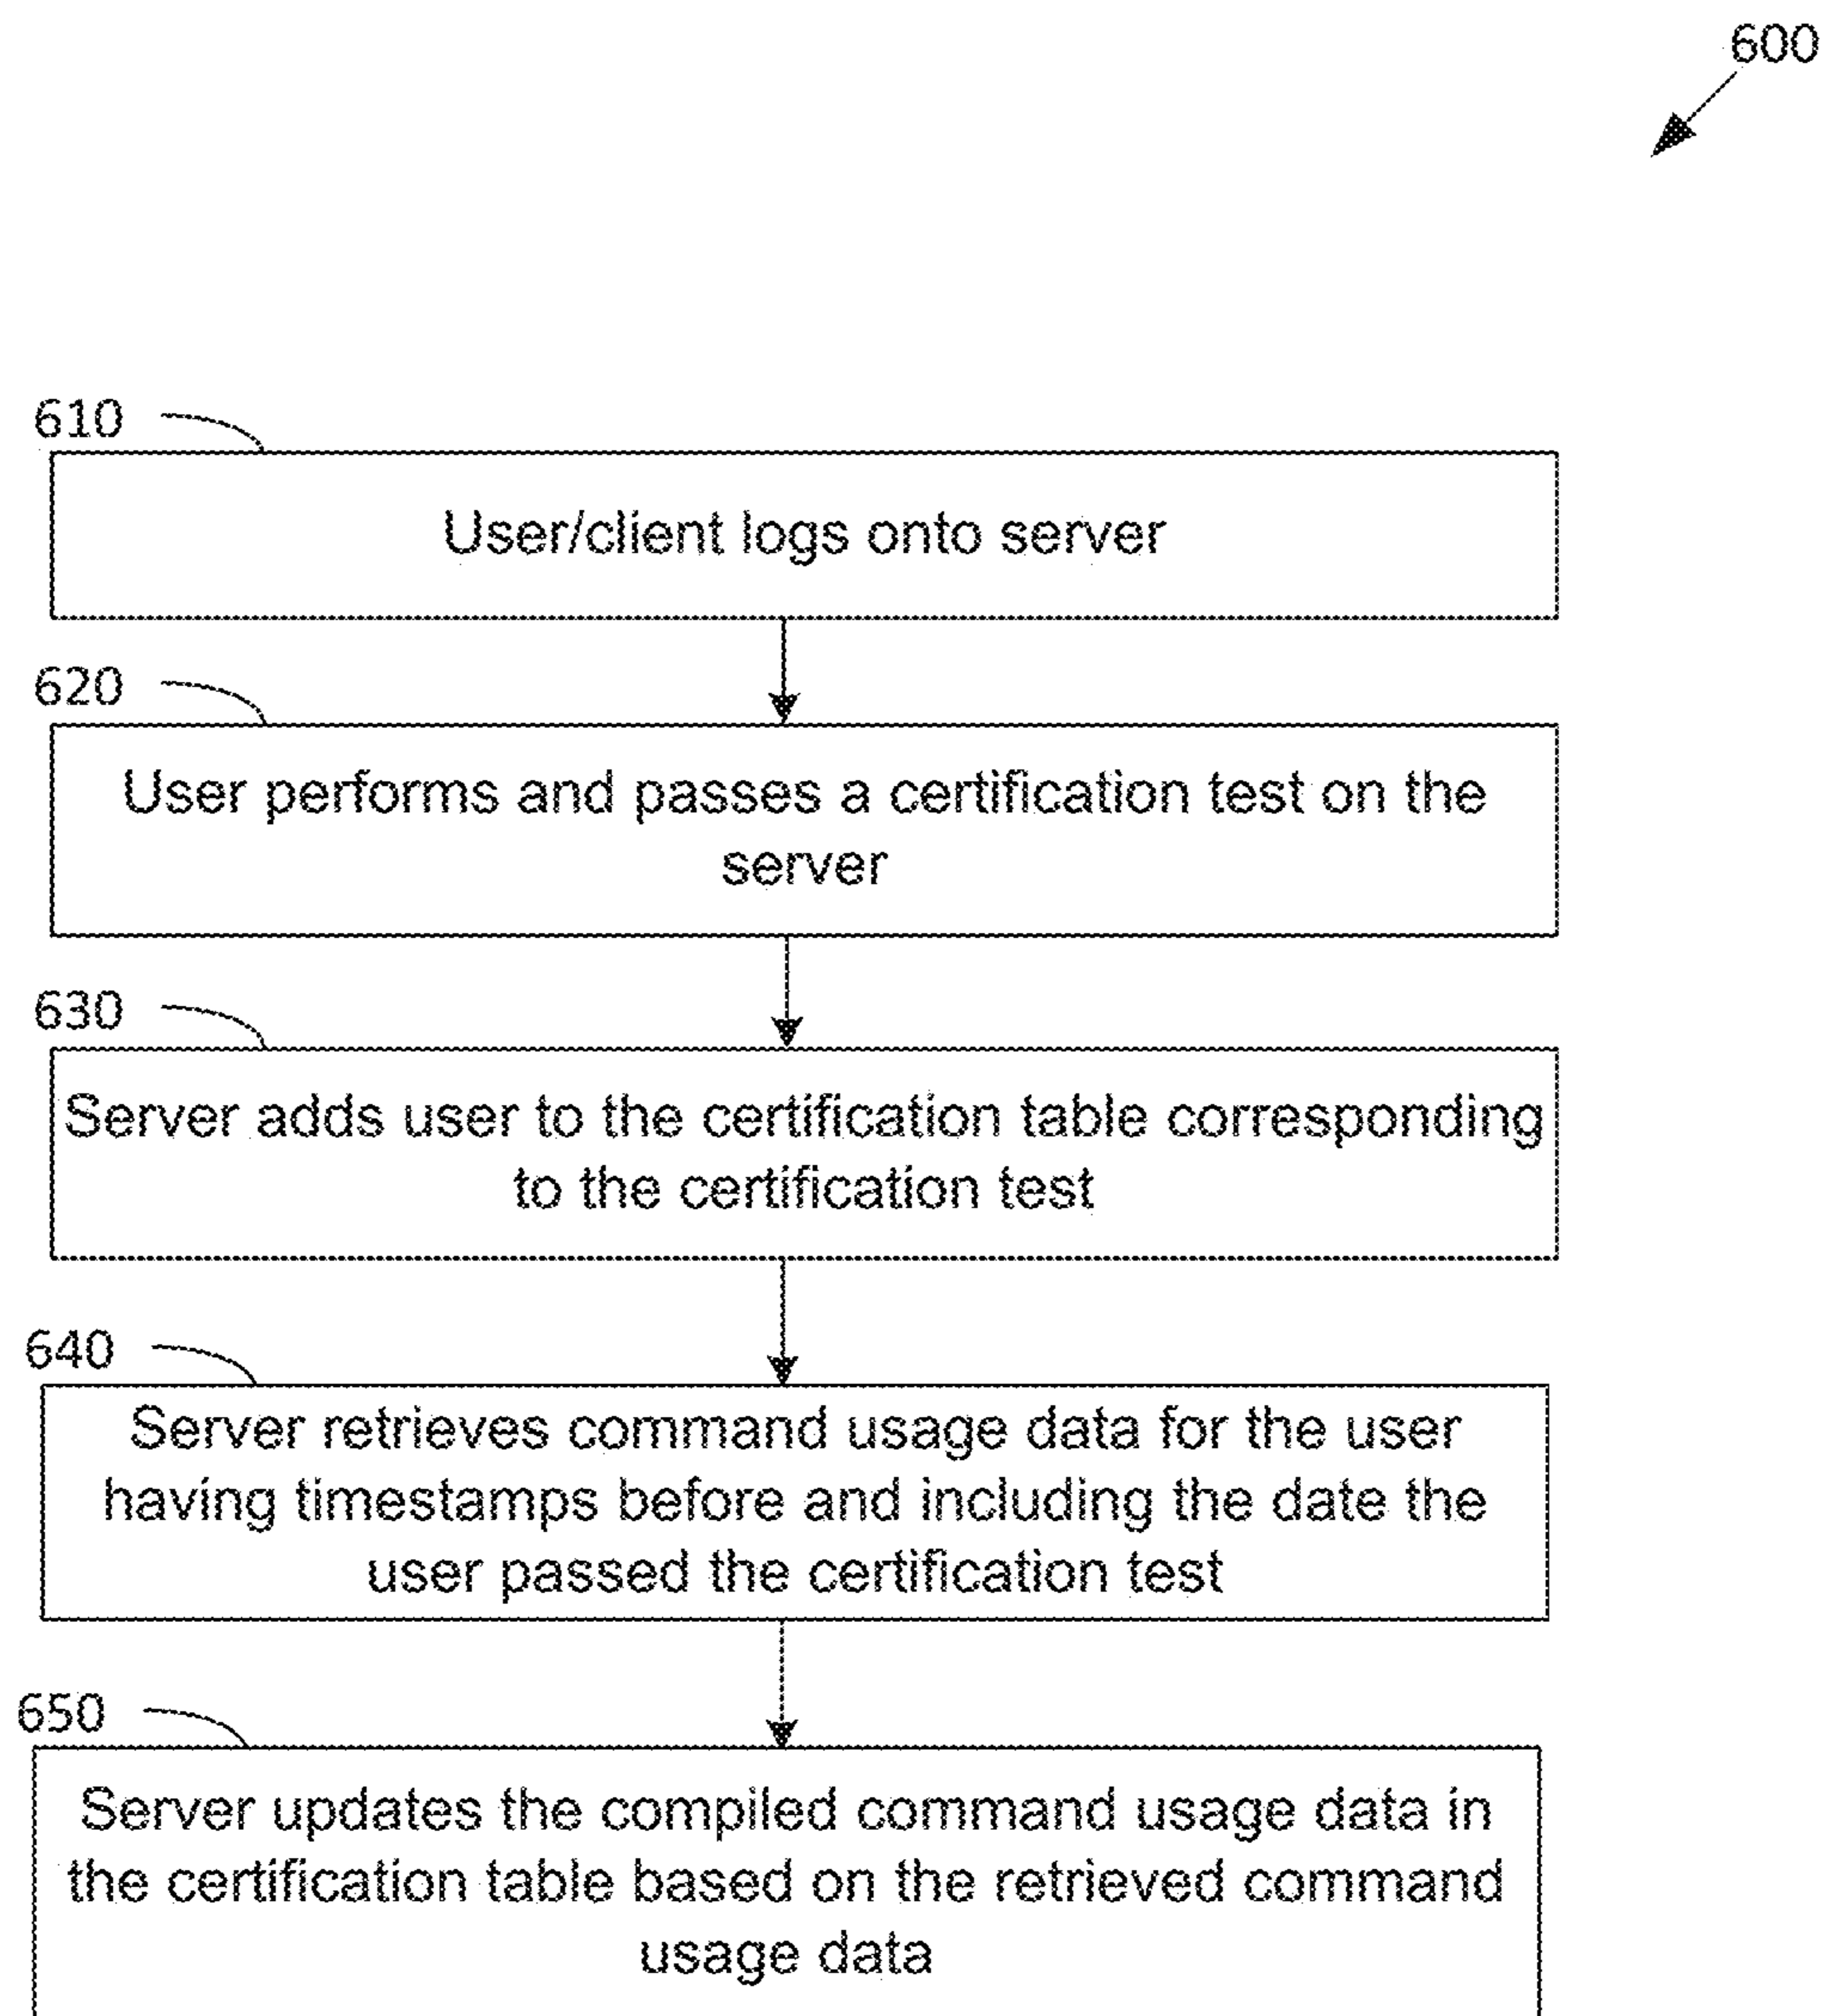 600
610
User/client logs onto server
620
User performs and passes a certification test on the
server
630
Server adds user to the certification table corresponding
to the certification test
640
Server retrieves command usage data for the user
having timestamps before and including the date the
user passed the certification test
650
Server updates the compiled command usage data in
the certification table based on the retrieved command
usage data